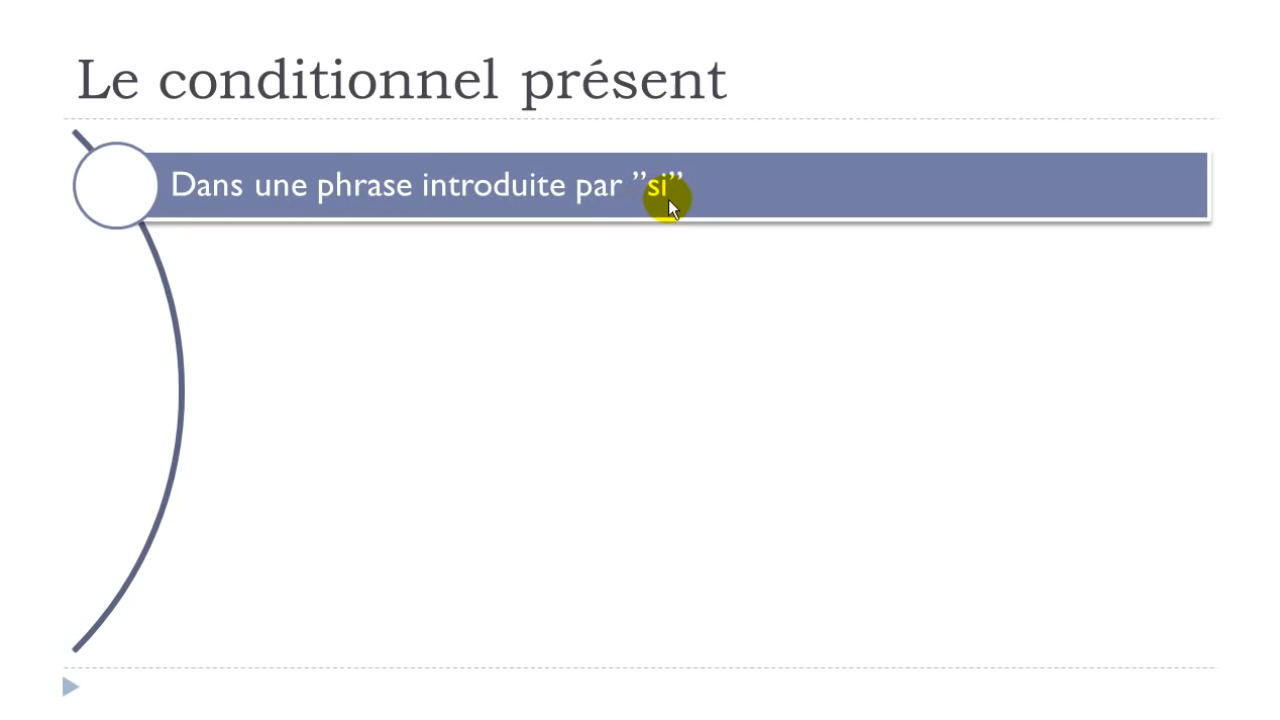 Le conditionnel présent
Dans une phrase introduite par ”si”